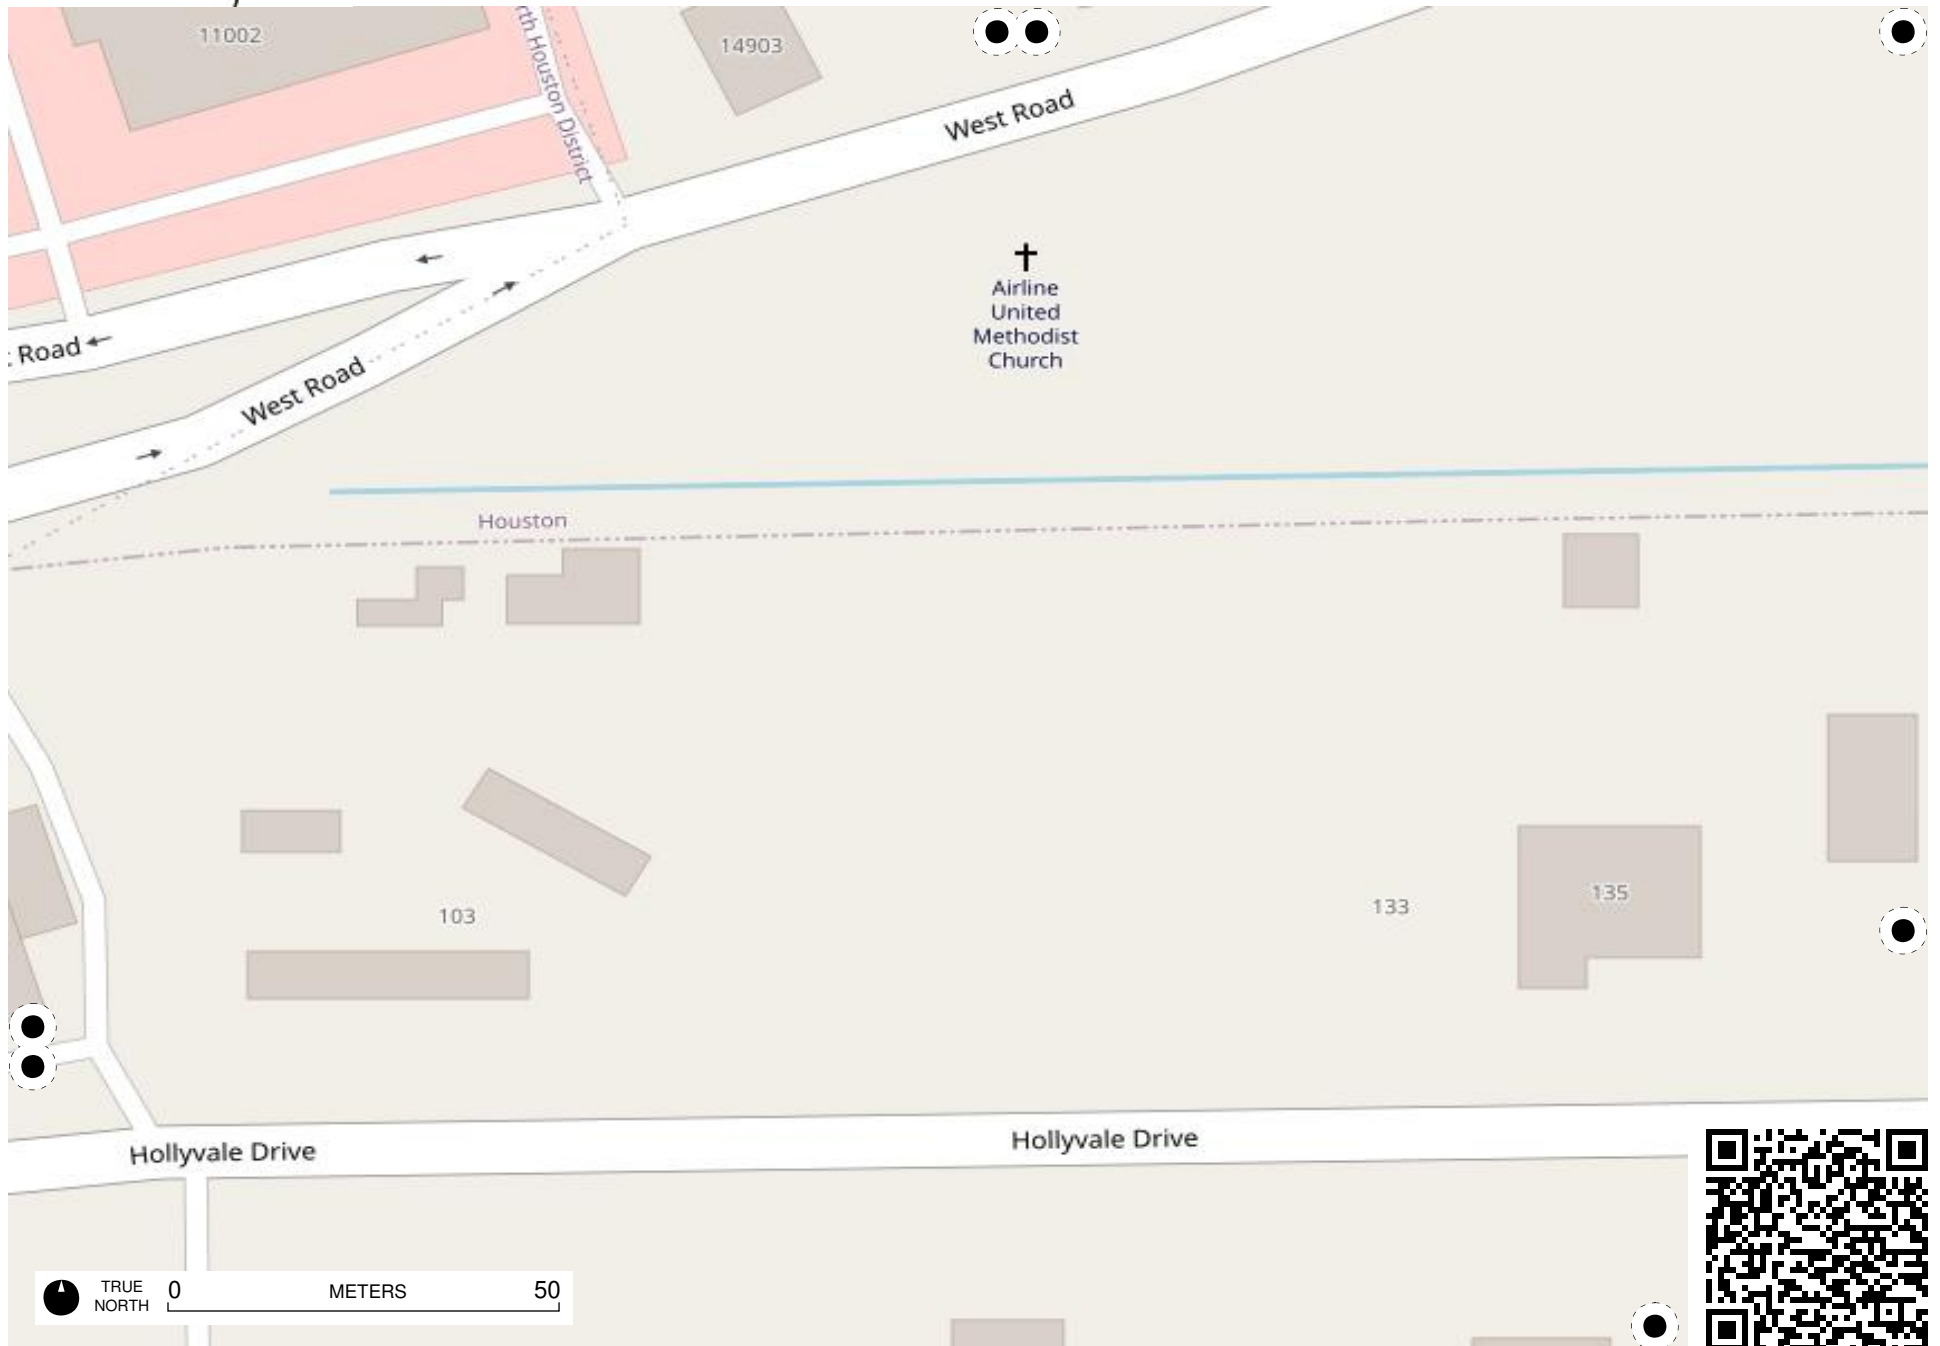 11002
14903
rth Houston District
West Road
Airline
United
Methodist
Church
Road
West Road
Houston
103
133
135
Hollyvale Drive
Hollyvale Drive
TRUE
NORTH
0 METERS 50